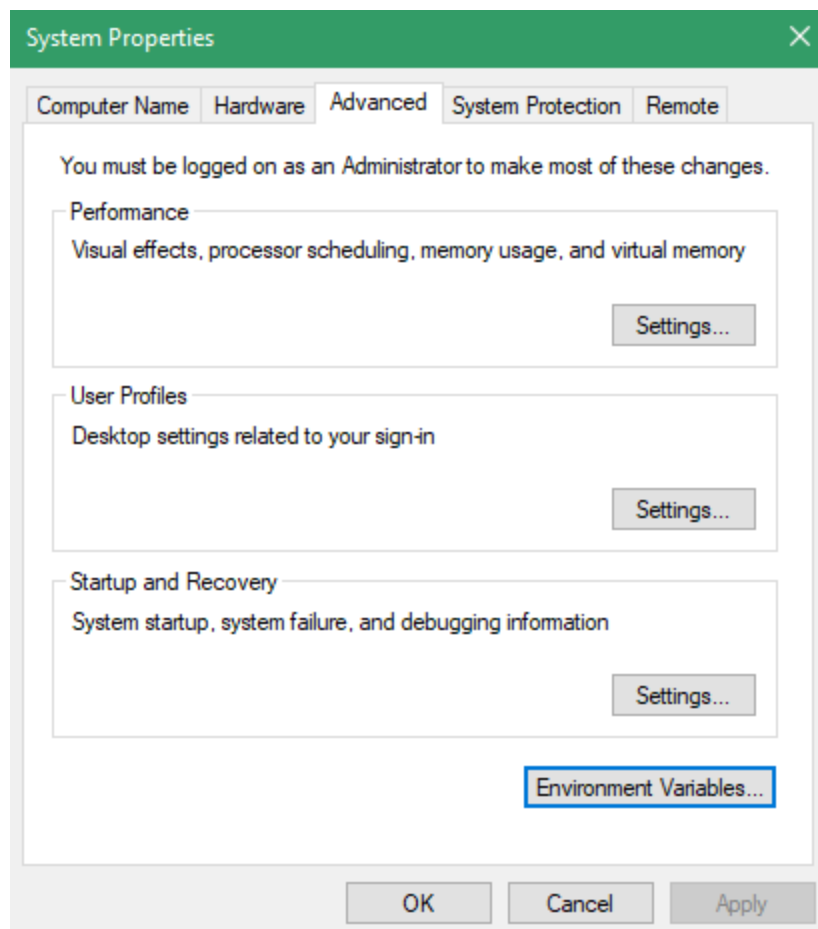 System Properties
Computer Name
Hardware
Advanced
System Protection
Remote
You must be logged on as an Administrator to make most of these changes.
Performance
Visual effects, processor scheduling, memory usage, and virtual memory
Settings...
User Profiles
Desktop settings related to your sign-in
Settings...
Startup and Recovery
System startup, system failure, and debugging information
Settings...
Environment Variables...
OK
Cancel
Apply